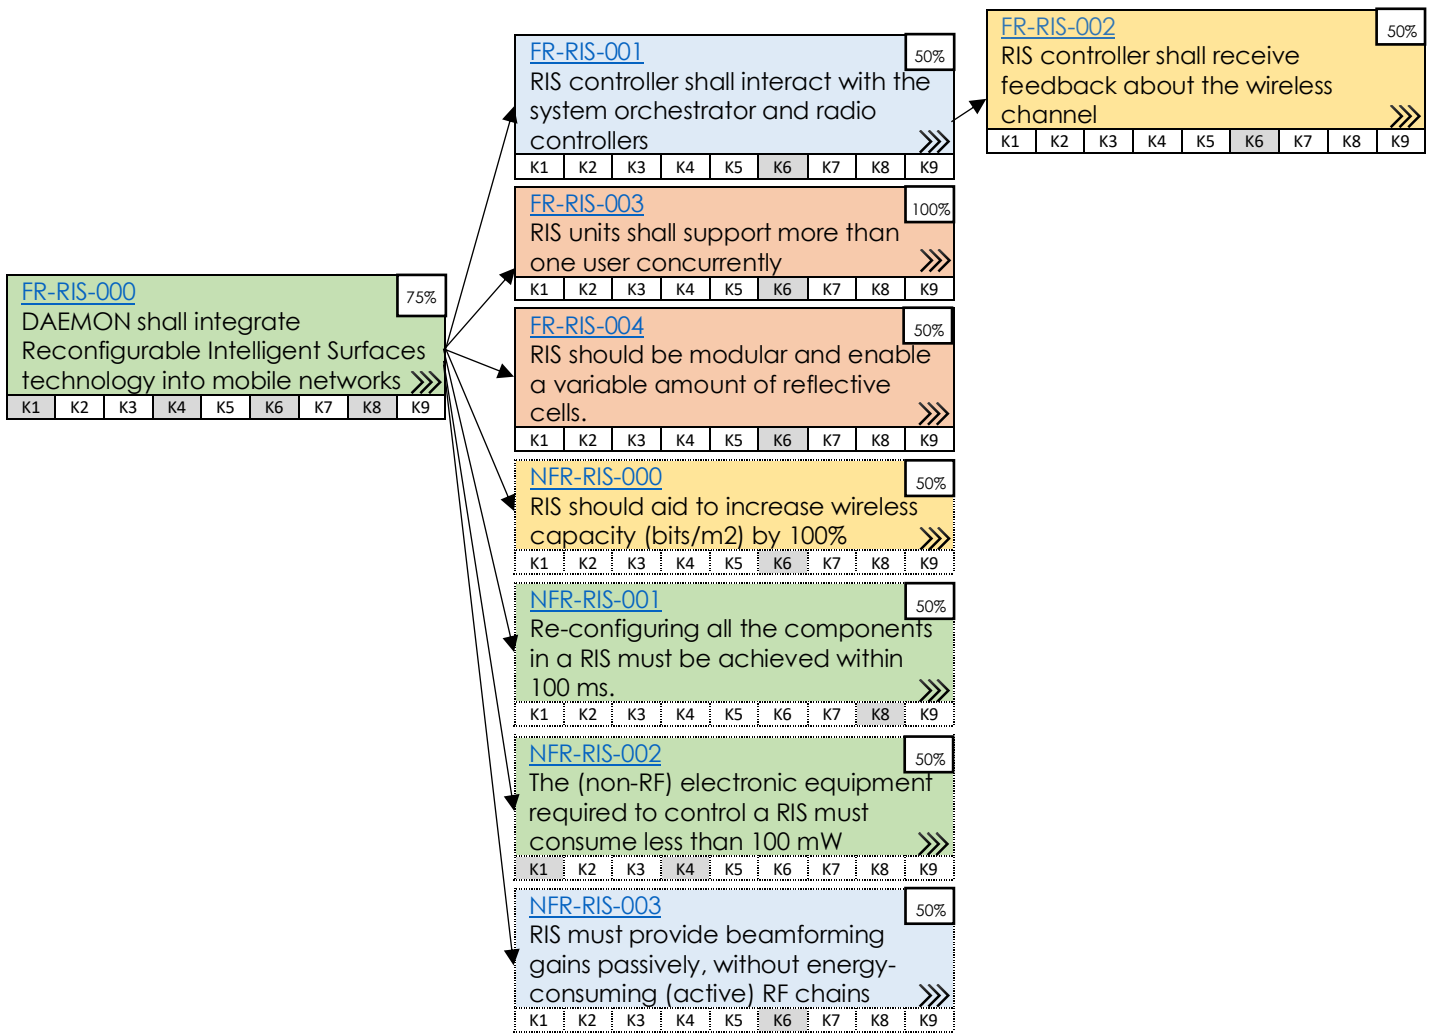 FR-RIS-000
75%
DAEMON shall integrate
Reconfigurable Intelligent Surfaces
technology into mobile networks
K1 K2 K3 K4 K5 K6 K7 K8 K9
FR-RIS-001
50%
RIS controller shall interact with the
system orchestrator and radio
controllers
K1 K2 K3 K4 K5 K6 K7 K8 K9
FR-RIS-002
50%
RIS controller shall receive
feedback about the wireless
channel
K1 K2 K3 K4 K5 K6 K7 K8 K9
FR-RIS-003
100%
RIS units shall support more than
one user concurrently
K1 K2 K3 K4 K5 K6 K7 K8 K9
FR-RIS-004
50%
RIS should be modular and enable
a variable amount of reflective
cells.
K1 K2 K3 K4 K5 K6 K7 K8 K9
NFR-RIS-000
50%
RIS should aid to increase wireless
capacity (bits/m2) by 100%
K1 K2 K3 K4 K5 K6 K7 K8 K9
NFR-RIS-001
50%
Re-configuring all the components
in a RIS must be achieved within
100 ms.
K1 K2 K3 K4 K5 K6 K7 K8 K9
NFR-RIS-002
50%
The (non-RF) electronic equipment
required to control a RIS must
consume less than 100 mW
K1 K2 K3 K4 K5 K6 K7 K8 K9
NFR-RIS-003
50%
RIS must provide beamforming
gains passively, without energy-
consuming (active) RF chains
K1 K2 K3 K4 K5 K6 K7 K8 K9